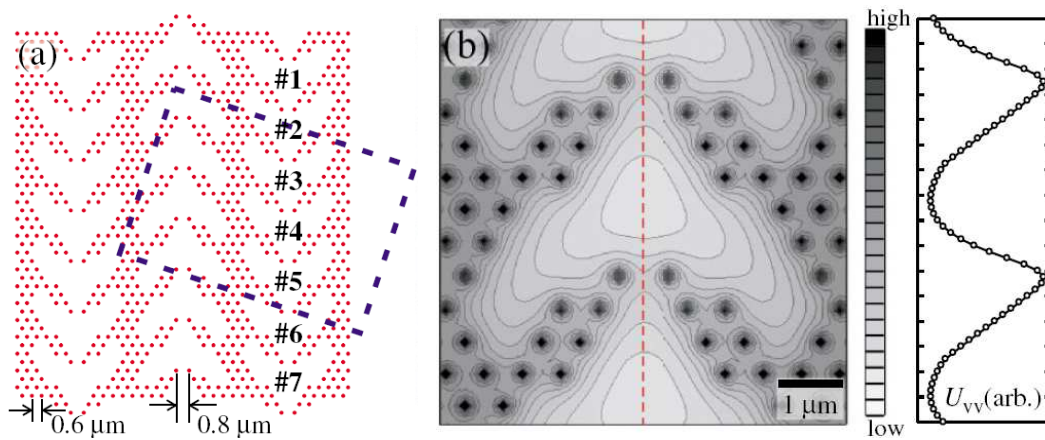 (a)
#1
#2
#3
#4
#5
#6
#7
0.6 μm
0.8 μm
(b)
1 μm
high
low
U_vv(arb.)